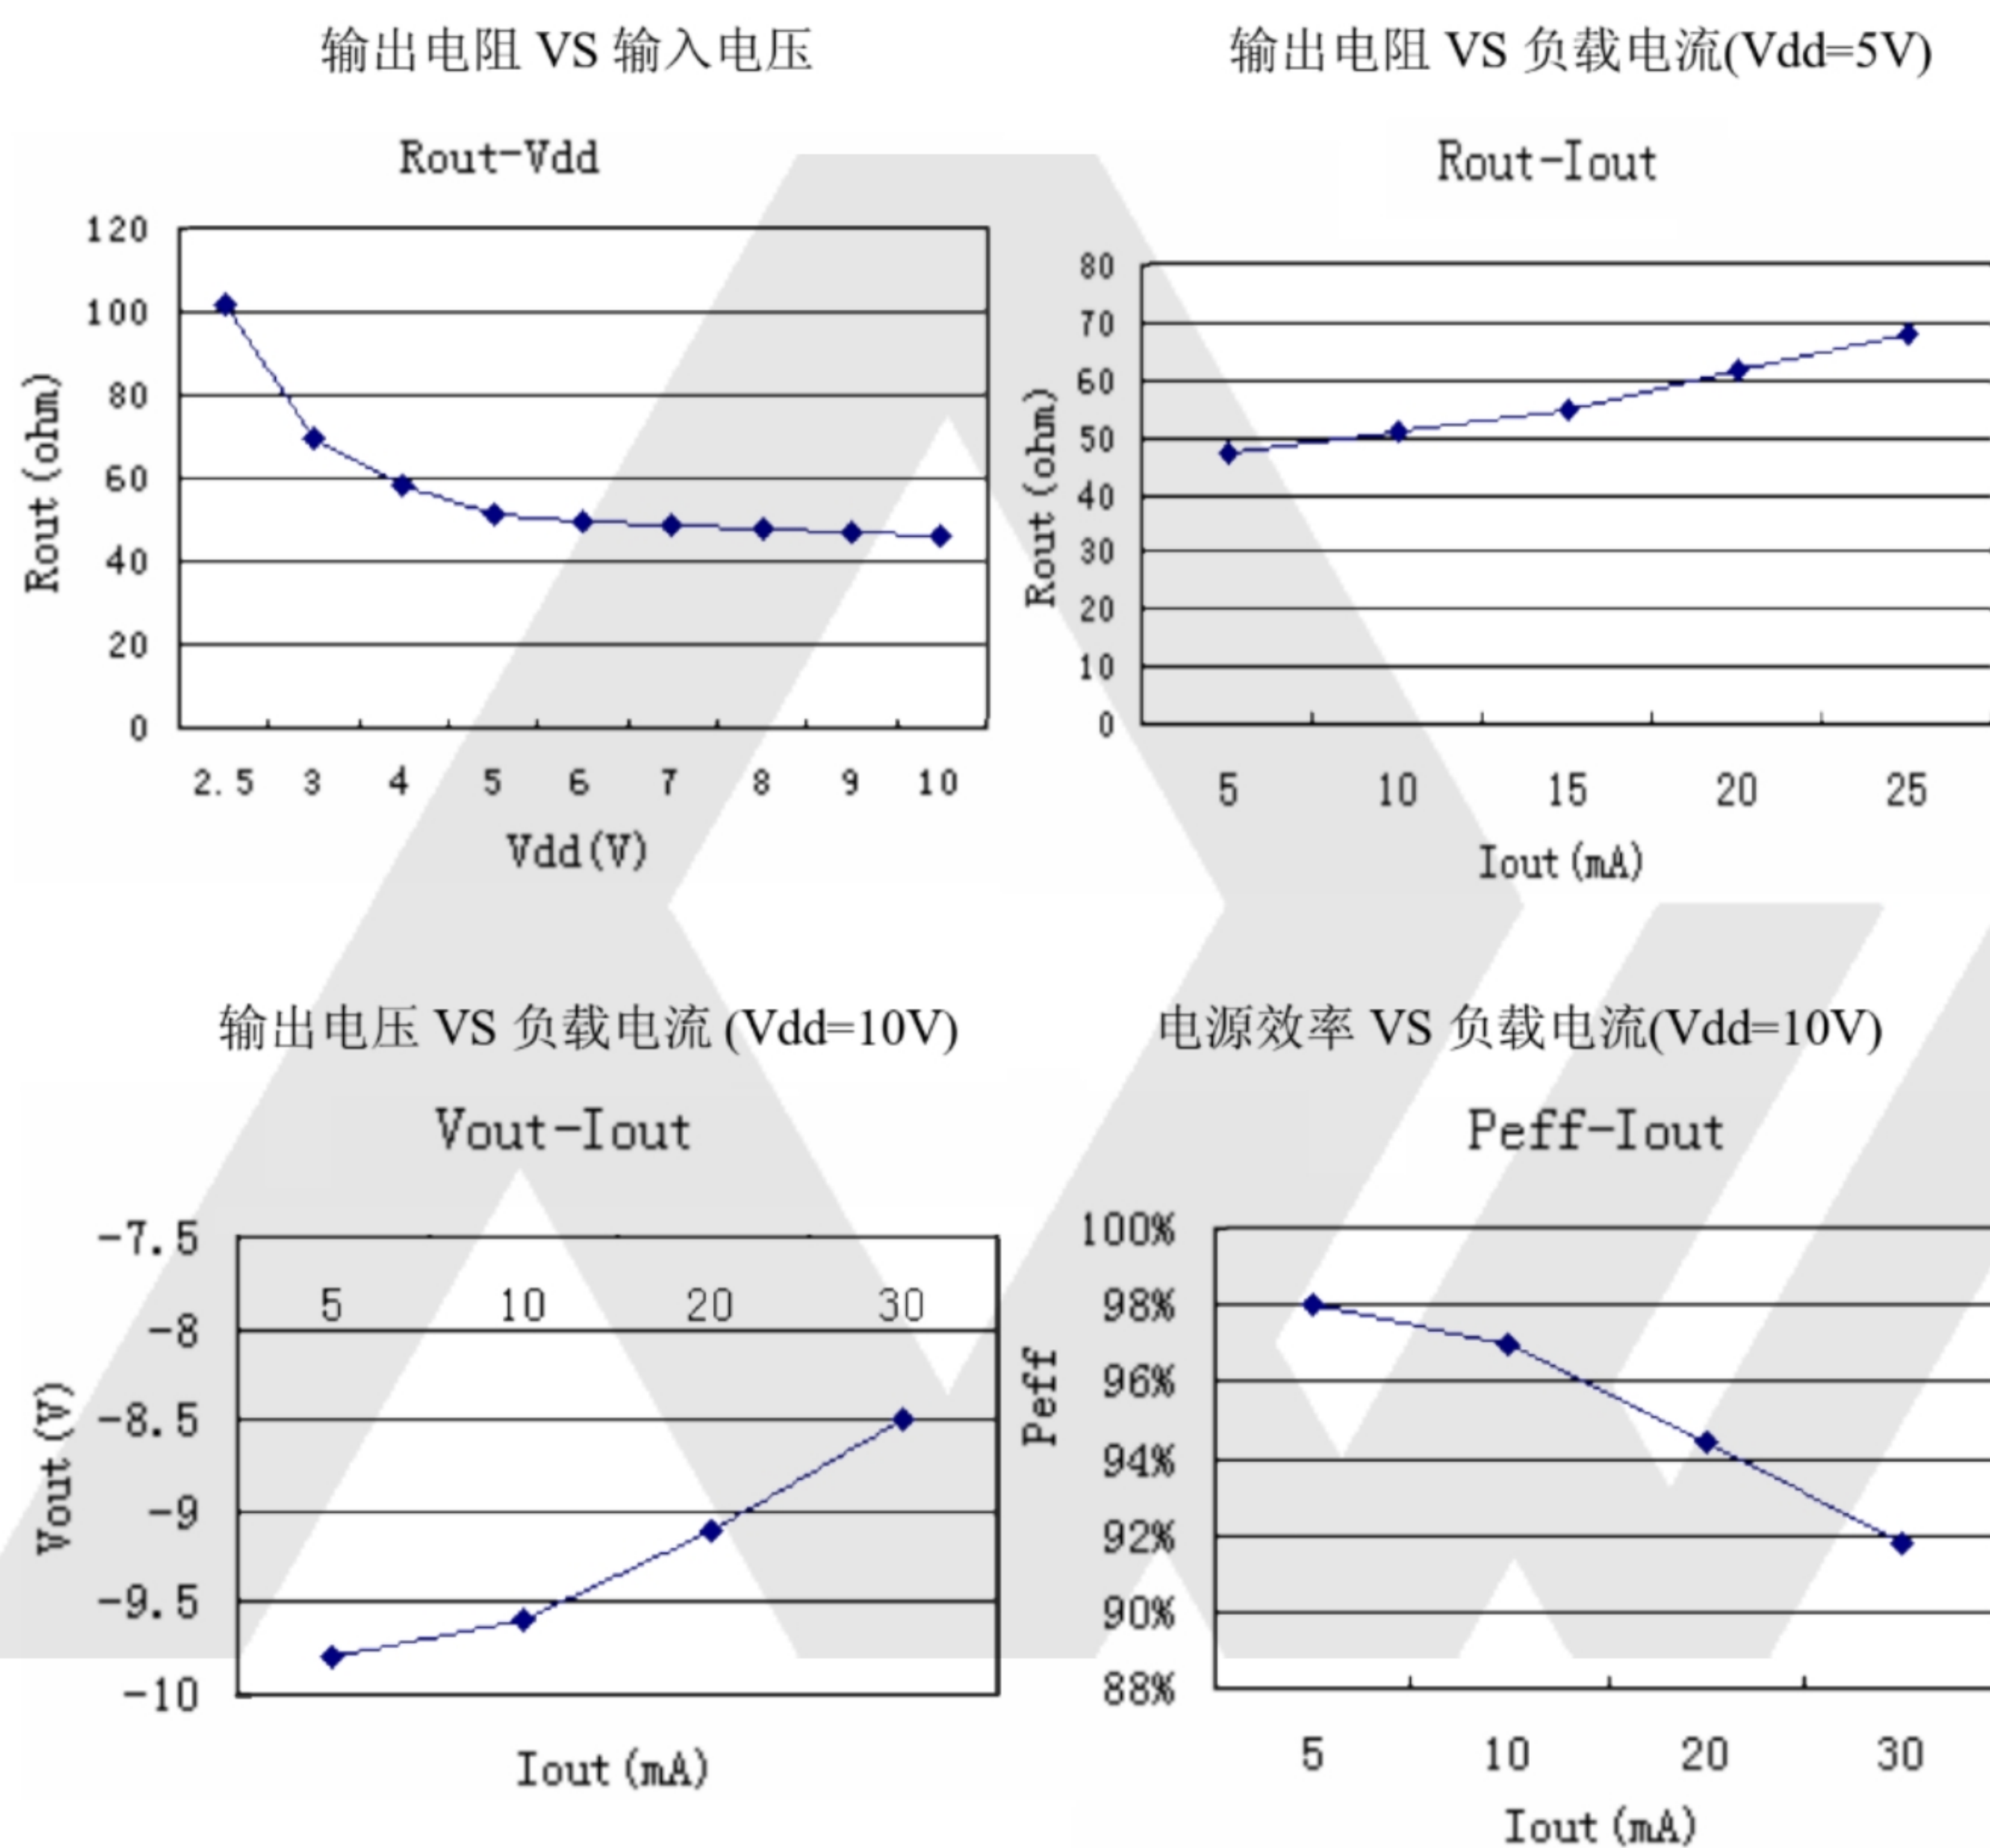 输出电阻 VS 输入电压
Rout-Vdd
120
100
80
60
40
20
0
Rout(ohm)
2.5 3 4 5 6 7 8 9 10
Vdd(V)
输出电阻 VS 负载电流(Vdd=5V)
Rout-Iout
80
70
60
50
40
30
20
10
0
Rout(ohm)
5 10 15 20 25
Iout(mA)
输出电压 VS 负载电流 (Vdd=10V)
Vout-Iout
-7.5
5 10 20 30
-8
-8.5
-9
-9.5
-10
Vout(V)
Iout(mA)
电源效率 VS 负载电流(Vdd=10V)
Peff-Iout
100%
98%
96%
94%
92%
90%
88%
Peff
5 10 20 30
Iout(mA)